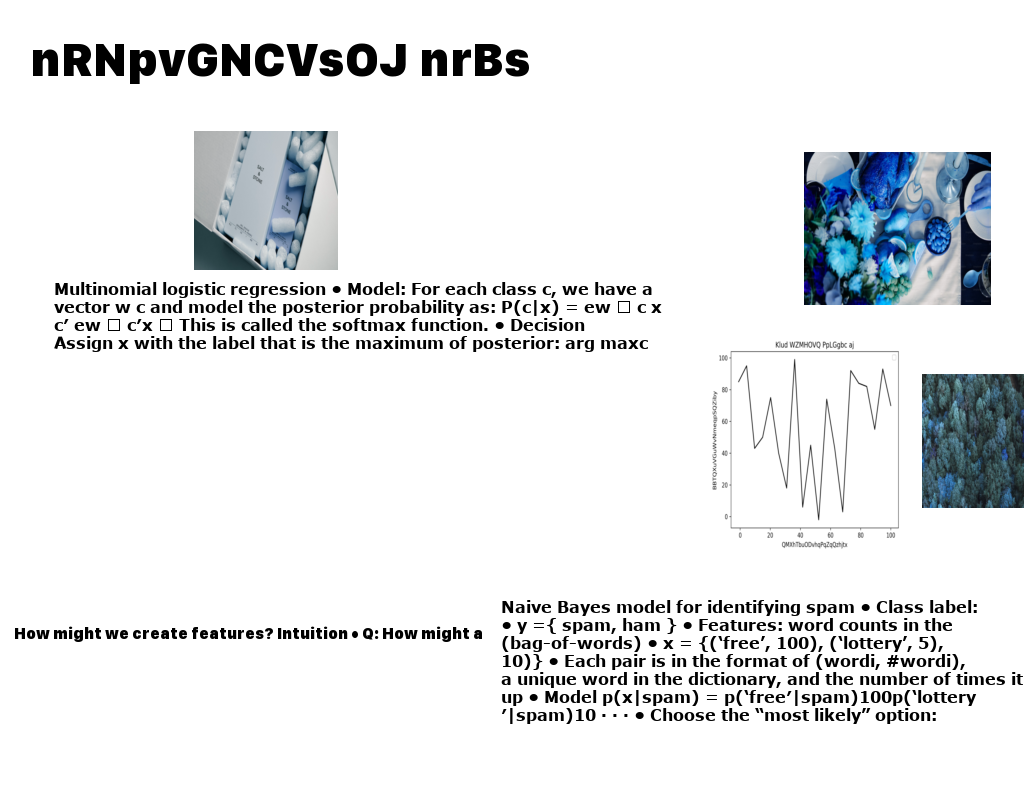 nRNpvGNCVsOJ nrBs
SALT
&
STONE
SALT
&
STONE
Multinomial logistic regression • Model: For each class c, we have a
vector w c and model the posterior probability as: P(c|x) = ew □ c x
c’ ew □ c’x □ This is called the softmax function. • Decision
Assign x with the label that is the maximum of posterior: arg maxc
Klud WZMHOVQ PpLGgbc aj
100
80
60
40
20
0
0 20 40 60 80 100
How might we create features? Intuition • Q: How might a
Naive Bayes model for identifying spam • Class label:
• y ={ spam, ham } • Features: word counts in the
(bag-of-words) • x = {(‘free’, 100), (‘lottery’, 5),
10)} • Each pair is in the format of (wordi, #wordi),
a unique word in the dictionary, and the number of times it
up • Model p(x|spam) = p(‘free’|spam)100p(‘lottery
’|spam)10 · · · • Choose the “most likely” option: